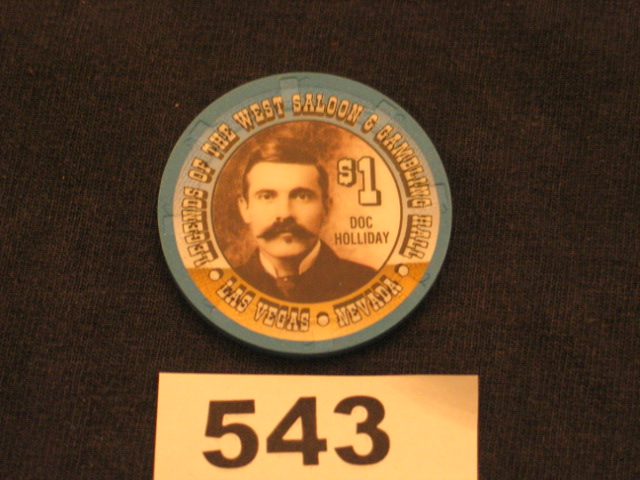 LEGENDS OF THE WEST SALOON & GAMBLING HALL
$1
DOC
HOLLIDAY
• LAS VEGAS • NEVADA •
543